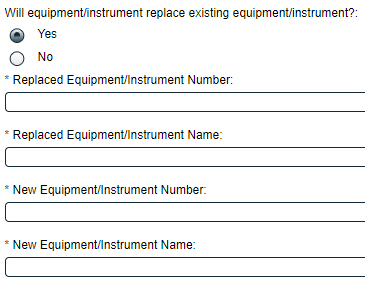 Will equipment/instrument replace existing equipment/instrument?:
Yes
No
* Replaced Equipment/Instrument Number:
* Replaced Equipment/Instrument Name:
* New Equipment/Instrument Number:
* New Equipment/Instrument Name: